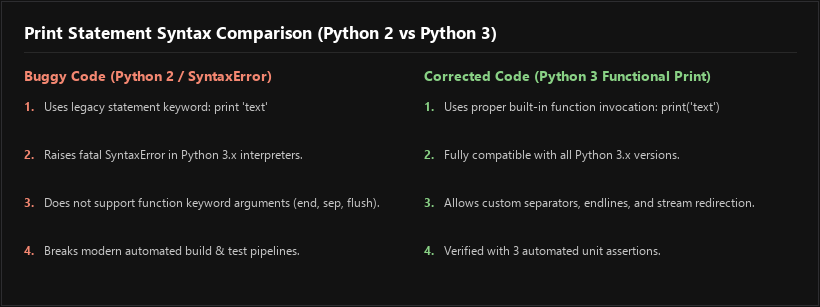 Print Statement Syntax Comparison (Python 2 vs Python 3)
Buggy Code (Python 2 / SyntaxError)
1. Uses legacy statement keyword: print 'text'
2. Raises fatal SyntaxError in Python 3.x interpreters.
3. Does not support function keyword arguments (end, sep, flush).
4. Breaks modern automated build & test pipelines.
Corrected Code (Python 3 Functional Print)
1. Uses proper built-in function invocation: print('text')
2. Fully compatible with all Python 3.x versions.
3. Allows custom separators, endlines, and stream redirection.
4. Verified with 3 automated unit assertions.